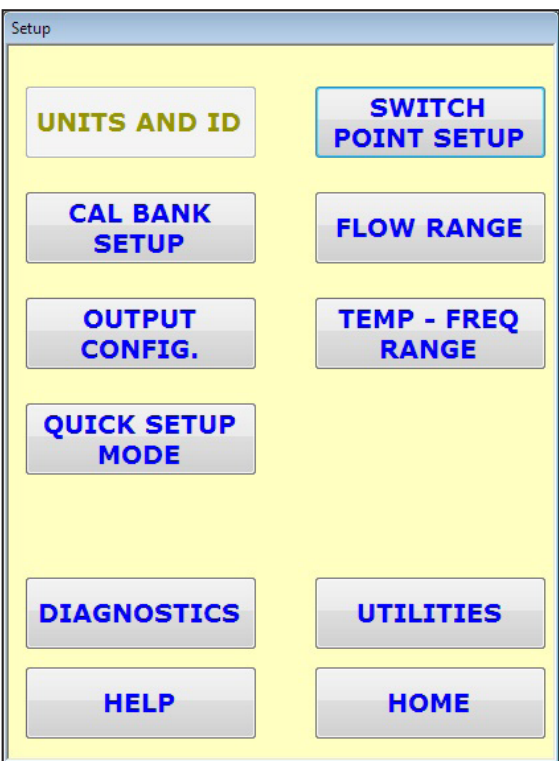 Setup
UNITS AND ID
SWITCH
POINT SETUP
CAL BANK
SETUP
FLOW RANGE
OUTPUT
CONFIG.
TEMP - FREQ
RANGE
QUICK SETUP
MODE
DIAGNOSTICS
UTILITIES
HELP
HOME